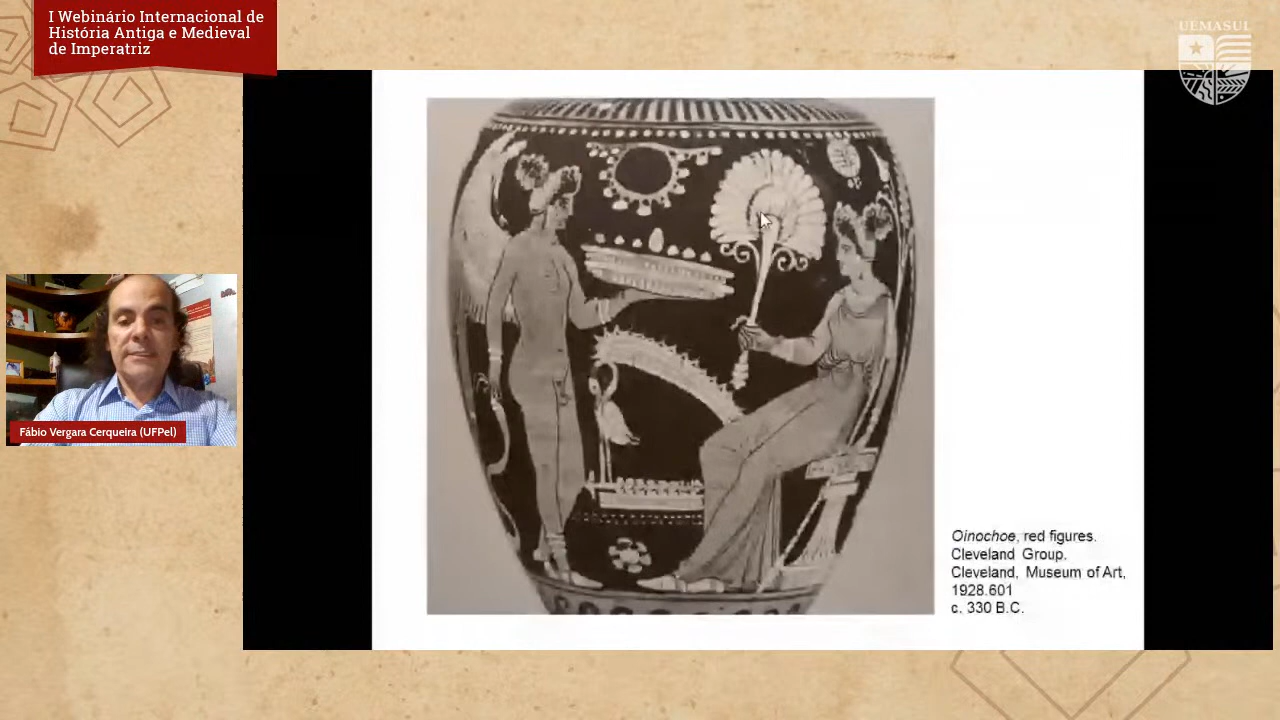 I Webinário Internacional de
História Antiga e Medieval
de Imperatriz
UEMASUL
Fábio Vergara Cerqueira (UFPel)
Oinochoe, red figures.
Cleveland Group.
Cleveland, Museum of Art,
1928.601
c. 330 B.C.